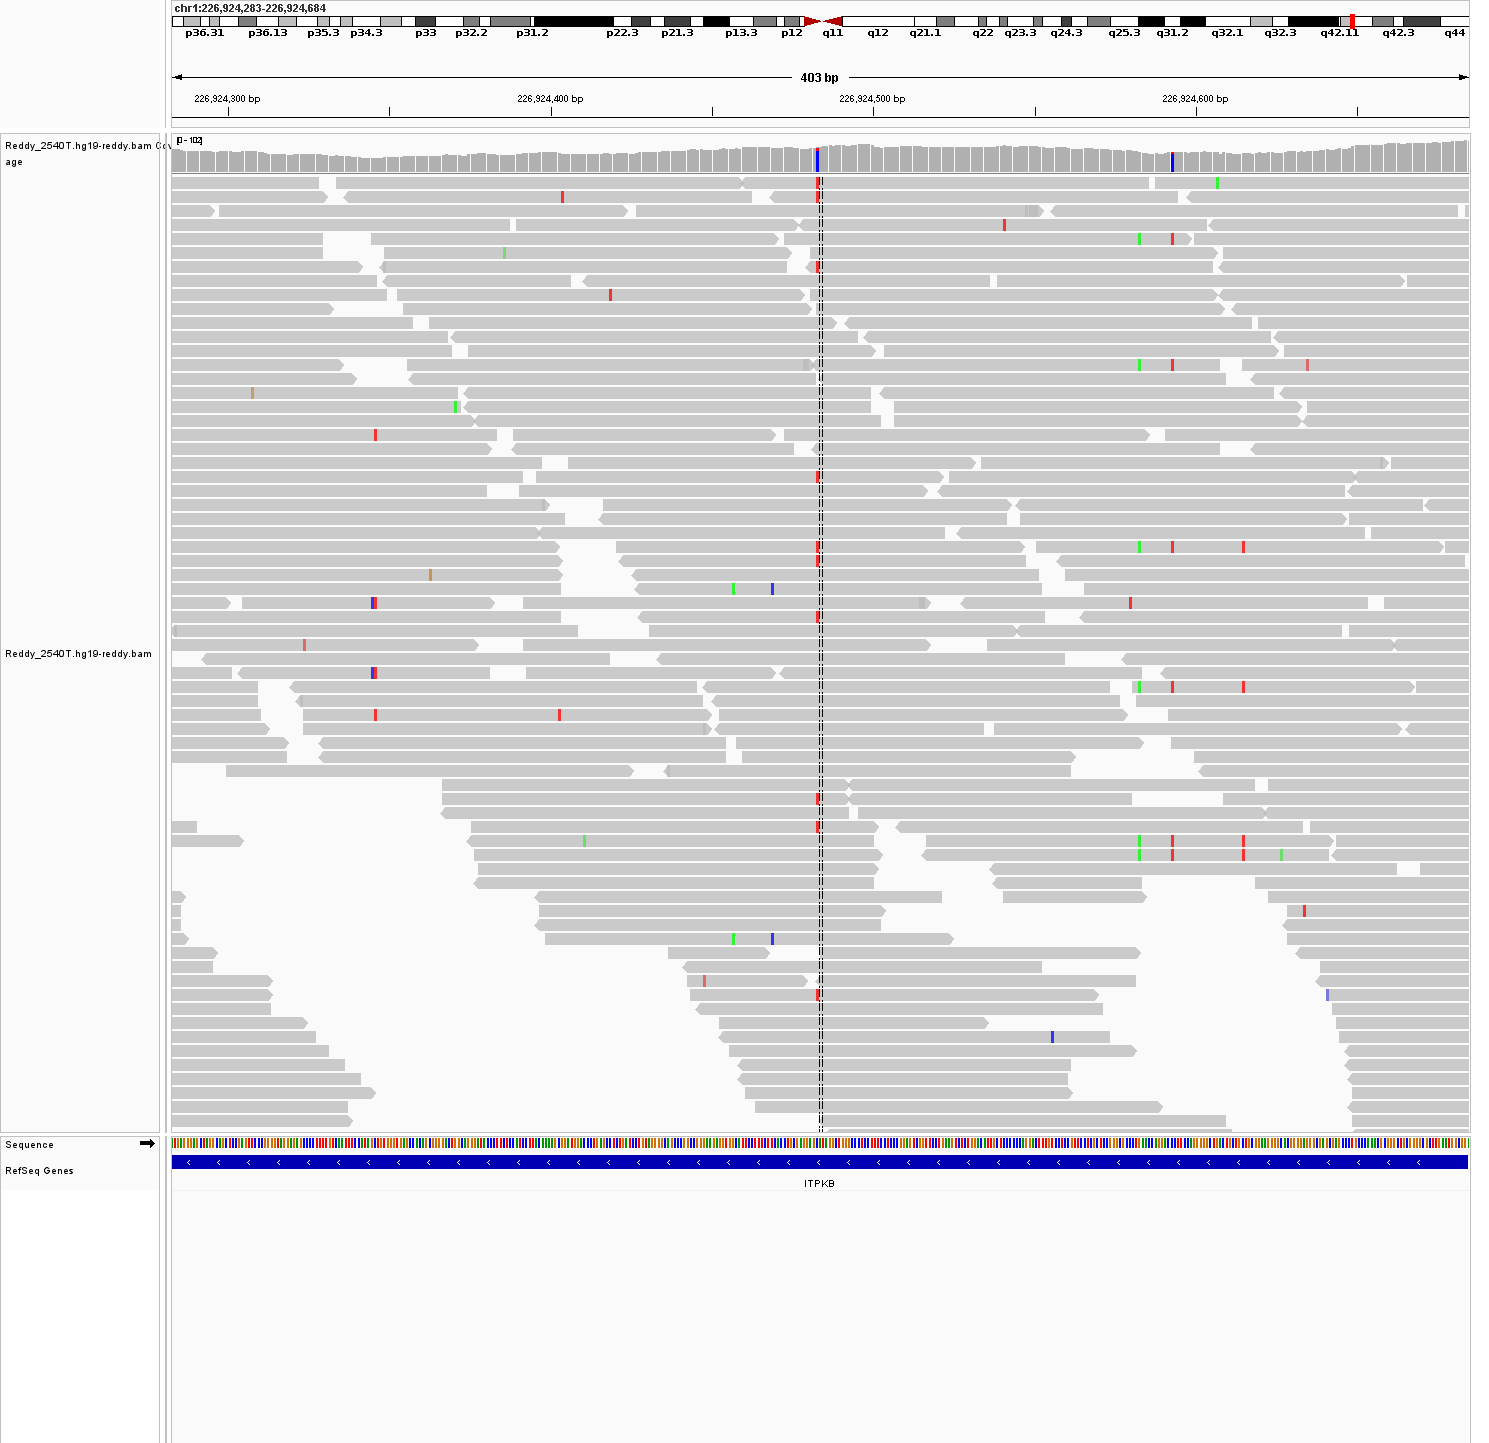 chr1:226,924,283-226,924,684
p36.31 p36.13 p35.3 p34.3 p33 p32.2 p31.2 p22.3 p21.3 p13.3 p12 q11 q12 q21.1 q22 q23.3 q24.3 q25.3 q31.2 q32.1 q32.3 q42.11 q42.3 q44
403 bp
226,924,300 bp 226,924,400 bp 226,924,500 bp 226,924,600 bp
[0 - 102]
Reddy_2540T.hg19-reddy.bam Cov
age
Reddy_2540T.hg19-reddy.bam
Sequence
RefSeq Genes
ITPKB